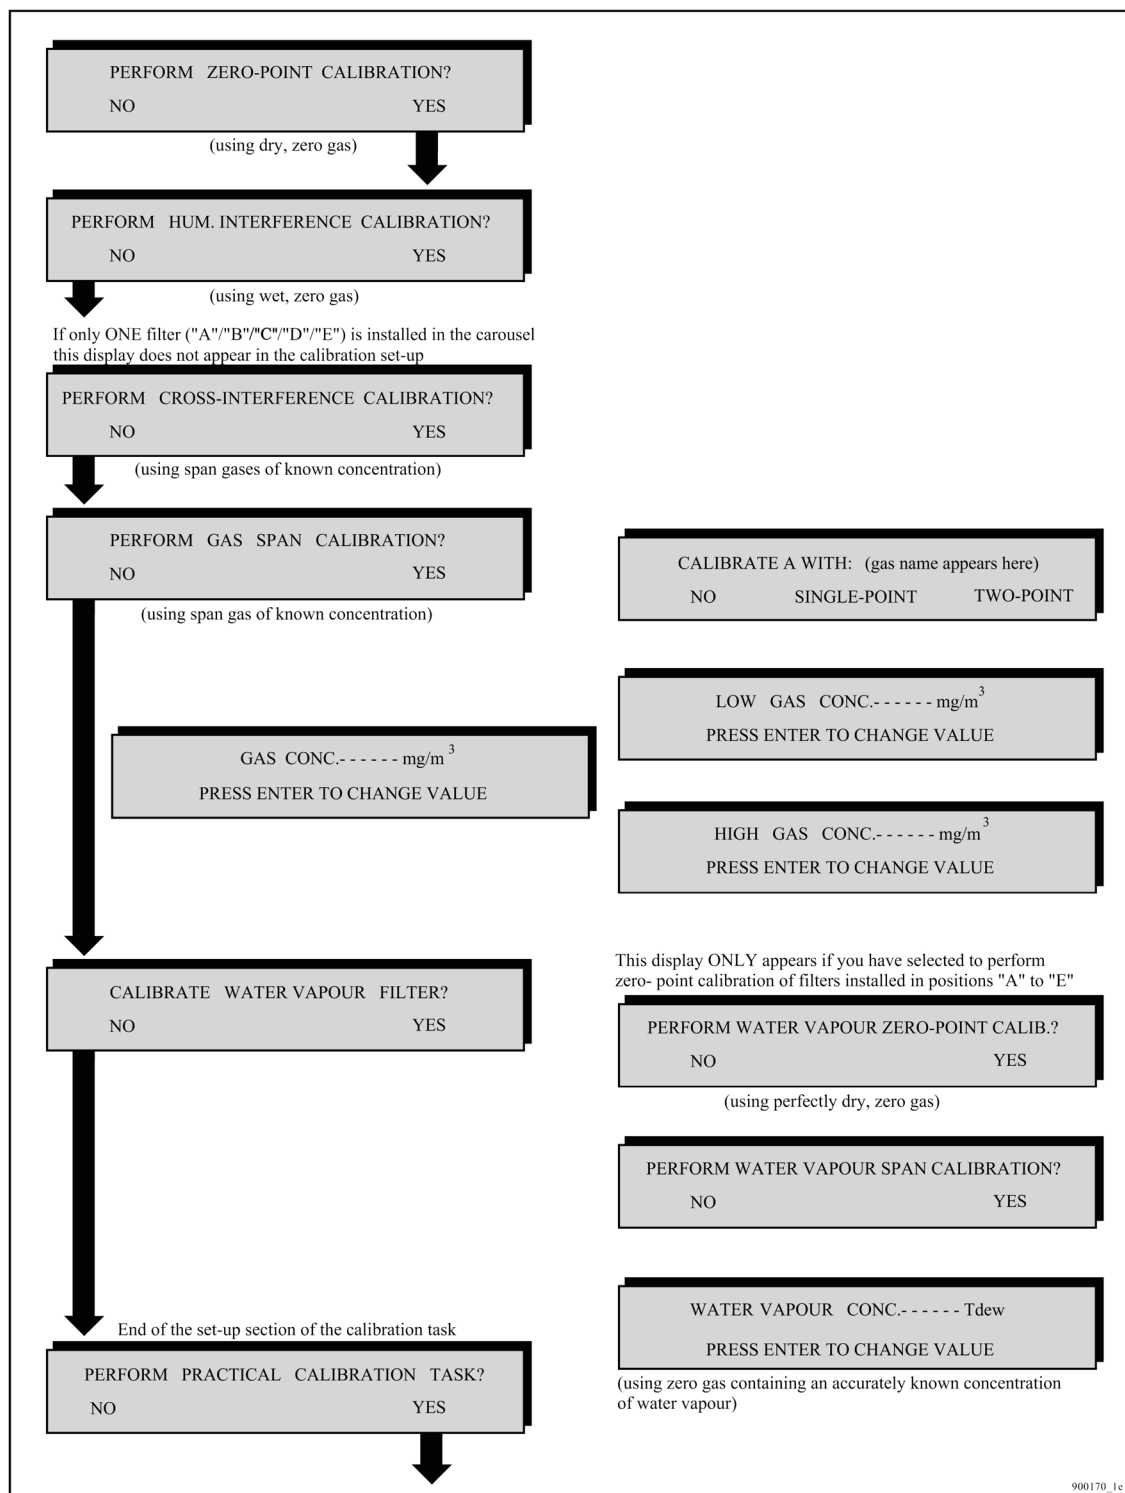 PERFORM ZERO-POINT CALIBRATION?
NO YES
(using dry, zero gas)
PERFORM HUM. INTERFERENCE CALIBRATION?
NO YES
(using wet, zero gas)
If only ONE filter ("A"/"B"/"C"/"D"/"E") is installed in the carousel
this display does not appear in the calibration set-up
PERFORM CROSS-INTERFERENCE CALIBRATION?
NO YES
(using span gases of known concentration)
PERFORM GAS SPAN CALIBRATION?
NO YES
(using span gas of known concentration)
CALIBRATE A WITH: (gas name appears here)
NO SINGLE-POINT TWO-POINT
LOW GAS CONC.- - - - - - mg/m³
PRESS ENTER TO CHANGE VALUE
GAS CONC.- - - - - - mg/m³
PRESS ENTER TO CHANGE VALUE
HIGH GAS CONC.- - - - - - mg/m³
PRESS ENTER TO CHANGE VALUE
CALIBRATE WATER VAPOUR FILTER?
NO YES
This display ONLY appears if you have selected to perform
zero- point calibration of filters installed in positions "A" to "E"
PERFORM WATER VAPOUR ZERO-POINT CALIB.?
NO YES
(using perfectly dry, zero gas)
PERFORM WATER VAPOUR SPAN CALIBRATION?
NO YES
WATER VAPOUR CONC.- - - - - - Tdew
PRESS ENTER TO CHANGE VALUE
(using zero gas containing an accurately known concentration
of water vapour)
End of the set-up section of the calibration task
PERFORM PRACTICAL CALIBRATION TASK?
NO YES
900170_1e